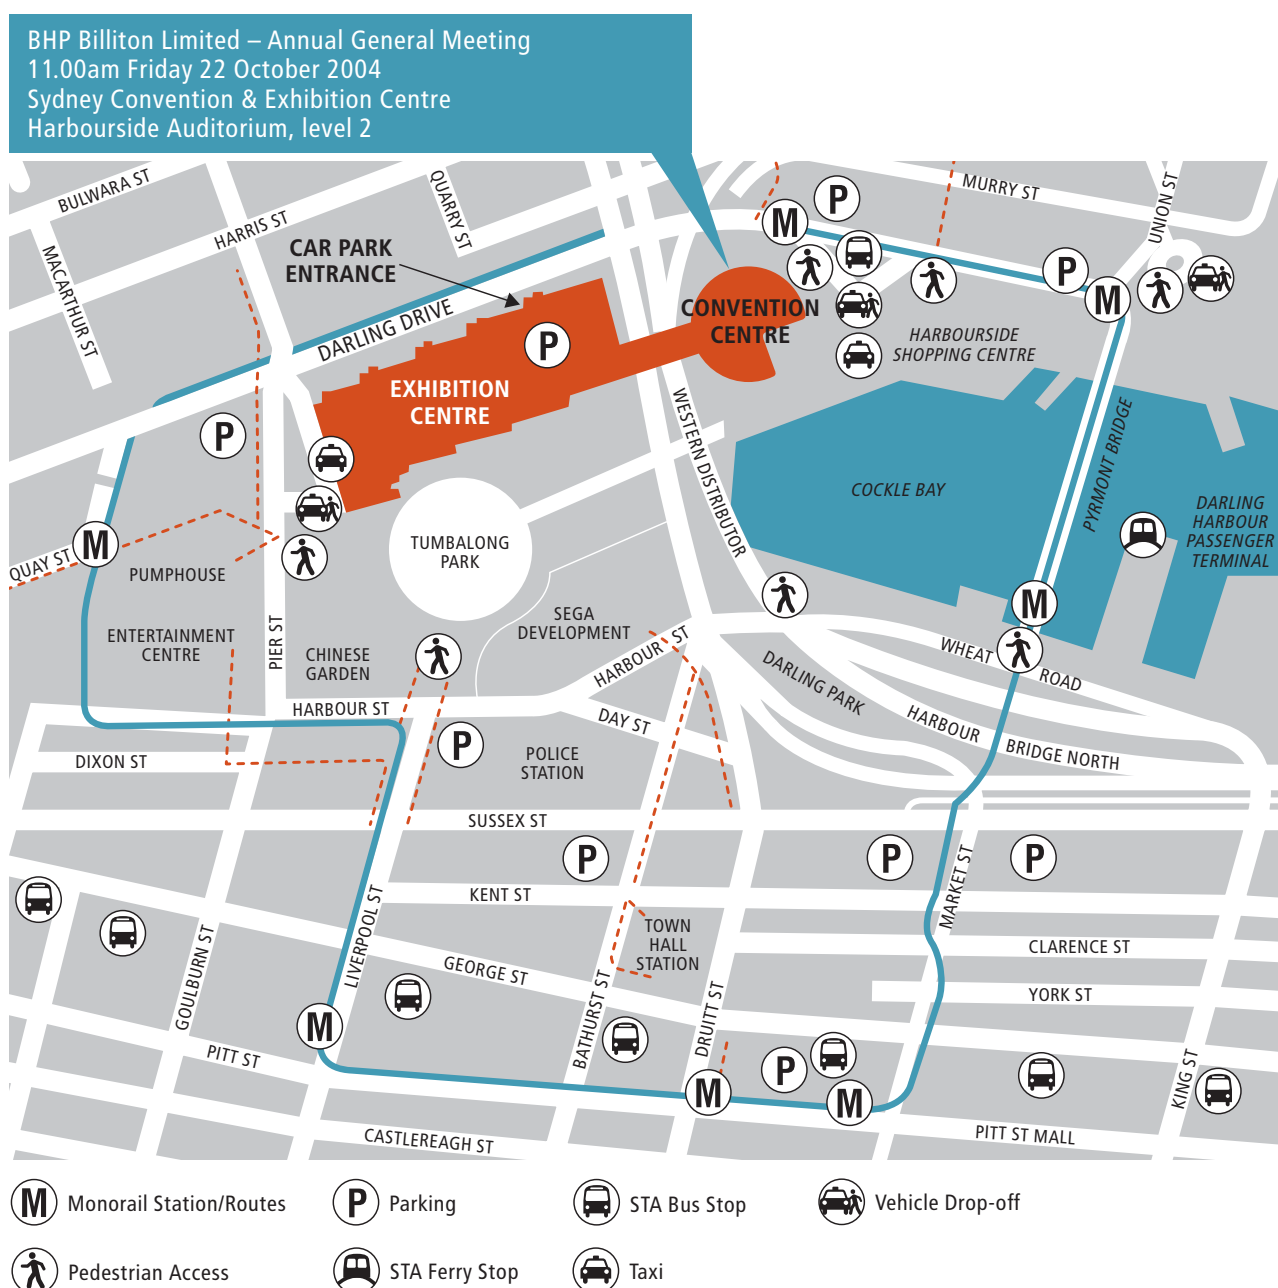 BHP Billiton Limited – Annual General Meeting
11.00am Friday 22 October 2004
Sydney Convention & Exhibition Centre
Harbourside Auditorium, level 2
BULWARA ST
HARRIS ST
QUARRY ST
MURRY ST
UNION ST
MACARTHUR ST
CAR PARK
ENTRANCE
P
M
P
M
DARLING DRIVE
CONVENTION
CENTRE
HARBOURSIDE
SHOPPING CENTRE
P
EXHIBITION
CENTRE
P
WESTERN DISTRIBUTOR
PYRMONT BRIDGE
COCKLE BAY
DARLING
HARBOUR
PASSENGER
TERMINAL
M
QUAY ST
PUMPHOUSE
TUMBALONG
PARK
M
ENTERTAINMENT
CENTRE
PIER ST
CHINESE
GARDEN
SEGA
DEVELOPMENT
HARBOUR ST
WHEAT
ROAD
DARLING PARK
HARBOUR ST
DAY ST
HARBOUR
BRIDGE NORTH
P
POLICE
STATION
DIXON ST
SUSSEX ST
P
P
P
KENT ST
MARKET ST
LIVERPOOL ST
GOULBURN ST
TOWN
HALL
STATION
CLARENCE ST
GEORGE ST
YORK ST
BATHURST ST
DRUITT ST
M
PITT ST
P
M
M
KING ST
CASTLEREAGH ST
PITT ST MALL
M Monorail Station/Routes
P Parking
STA Bus Stop
Vehicle Drop-off
Pedestrian Access
STA Ferry Stop
Taxi